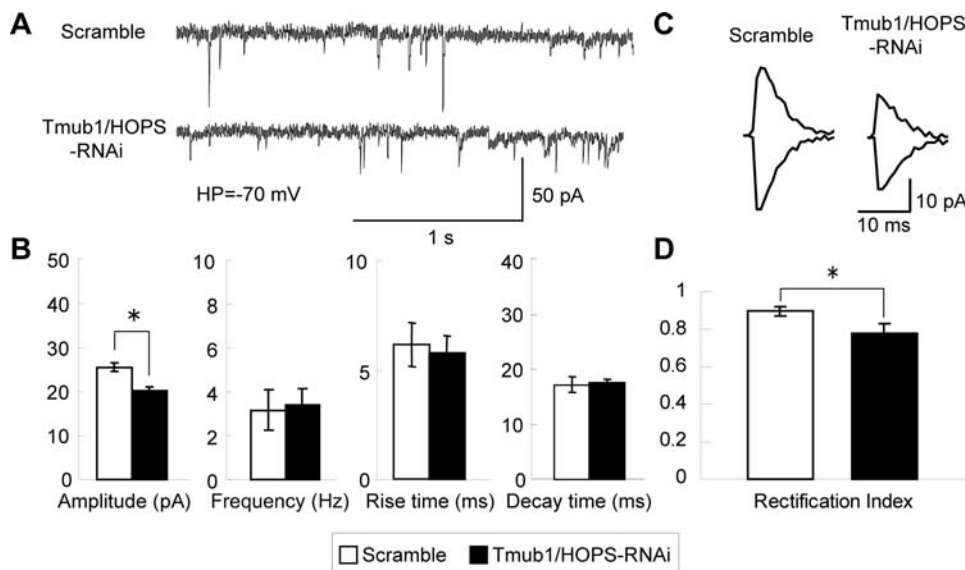 A
Scramble
Tmub1/HOPS
-RNAi
HP=-70 mV
50 pA
1 s
C
Scramble
Tmub1/HOPS
-RNAi
10 pA
10 ms
B
50
40
30
20
10
0
*
Amplitude (pA)
10
8
6
4
2
0
Frequency (Hz)
10
5
0
Rise time (ms)
40
30
20
10
0
Decay time (ms)
D
1
0.8
0.6
0.4
0.2
0
*
Rectification Index
Scramble
Tmub1/HOPS-RNAi